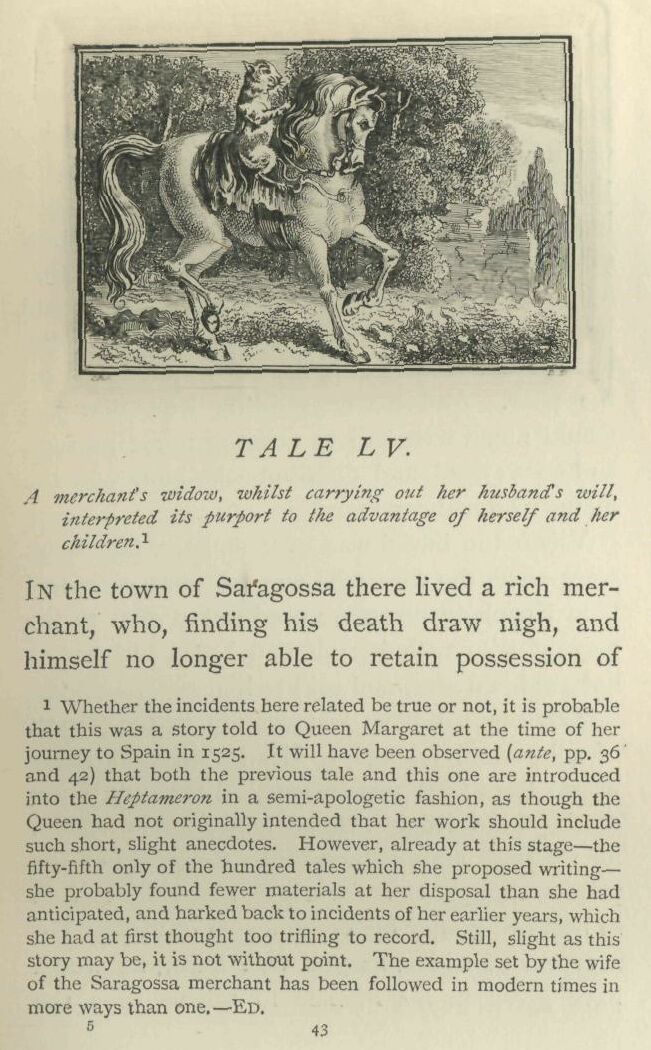 TALE LV.
A merchant's widow, whilst carrying out her husband's will,
interpreted its purport to the advantage of herself and her
children.1
IN the town of Saragossa there lived a rich mer-
chant, who, finding his death draw nigh, and
himself no longer able to retain possession of
1 Whether the incidents here related be true or not, it is probable
that this was a story told to Queen Margaret at the time of her
journey to Spain in 1525. It will have been observed (ante, pp. 36
and 42) that both the previous tale and this one are introduced
into the Heptameron in a semi-apologetic fashion, as though the
Queen had not originally intended that her work should include
such short, slight anecdotes. However, already at this stage—the
fifty-fifth only of the hundred tales which she proposed writing—
she probably found fewer materials at her disposal than she had
anticipated, and harked back to incidents of her earlier years, which
she had at first thought too trifling to record. Still, slight as this
story may be, it is not without point. The example set by the wife
of the Saragossa merchant has been followed in modern times in
more ways than one.—ED.
5
43